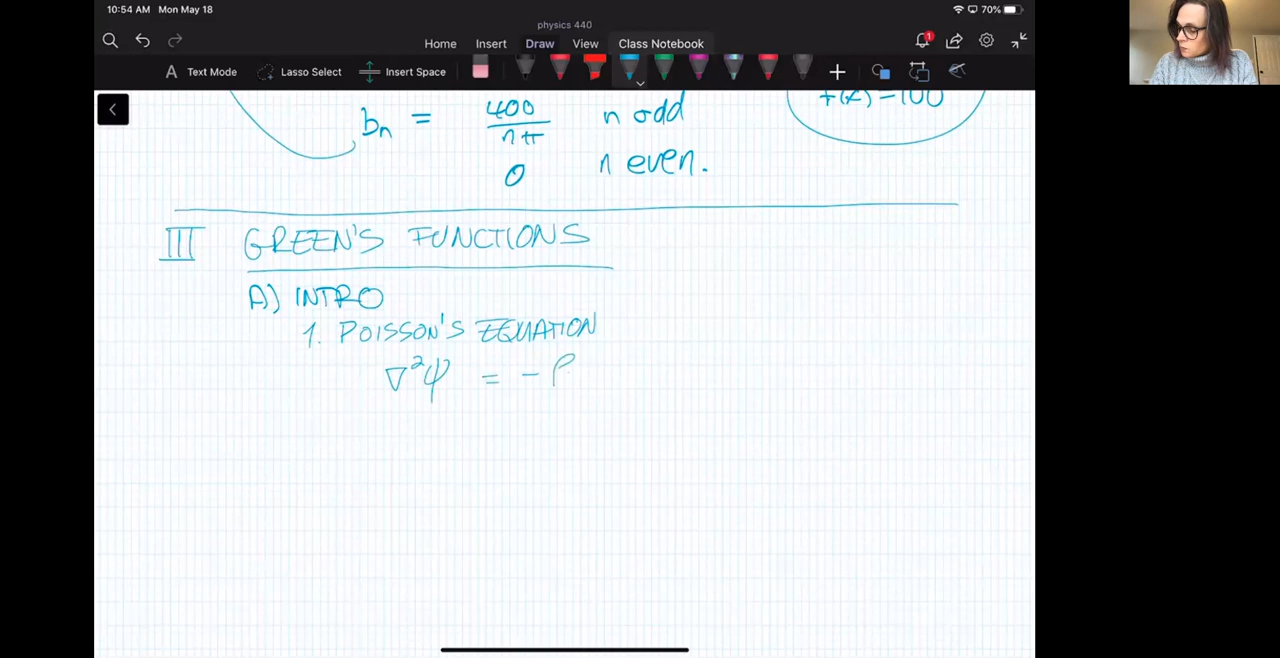 10:54 AM Mon May 18
70%
physics 440
Home Insert Draw View Class Notebook
1
A Text Mode Lasso Select Insert Space
bₙ = 400/nπ n odd
0 n even.
f(x) = 100
III GREEN'S FUNCTIONS
A) INTRO
1. POISSON'S EQUATION
∇²ψ = - ρ